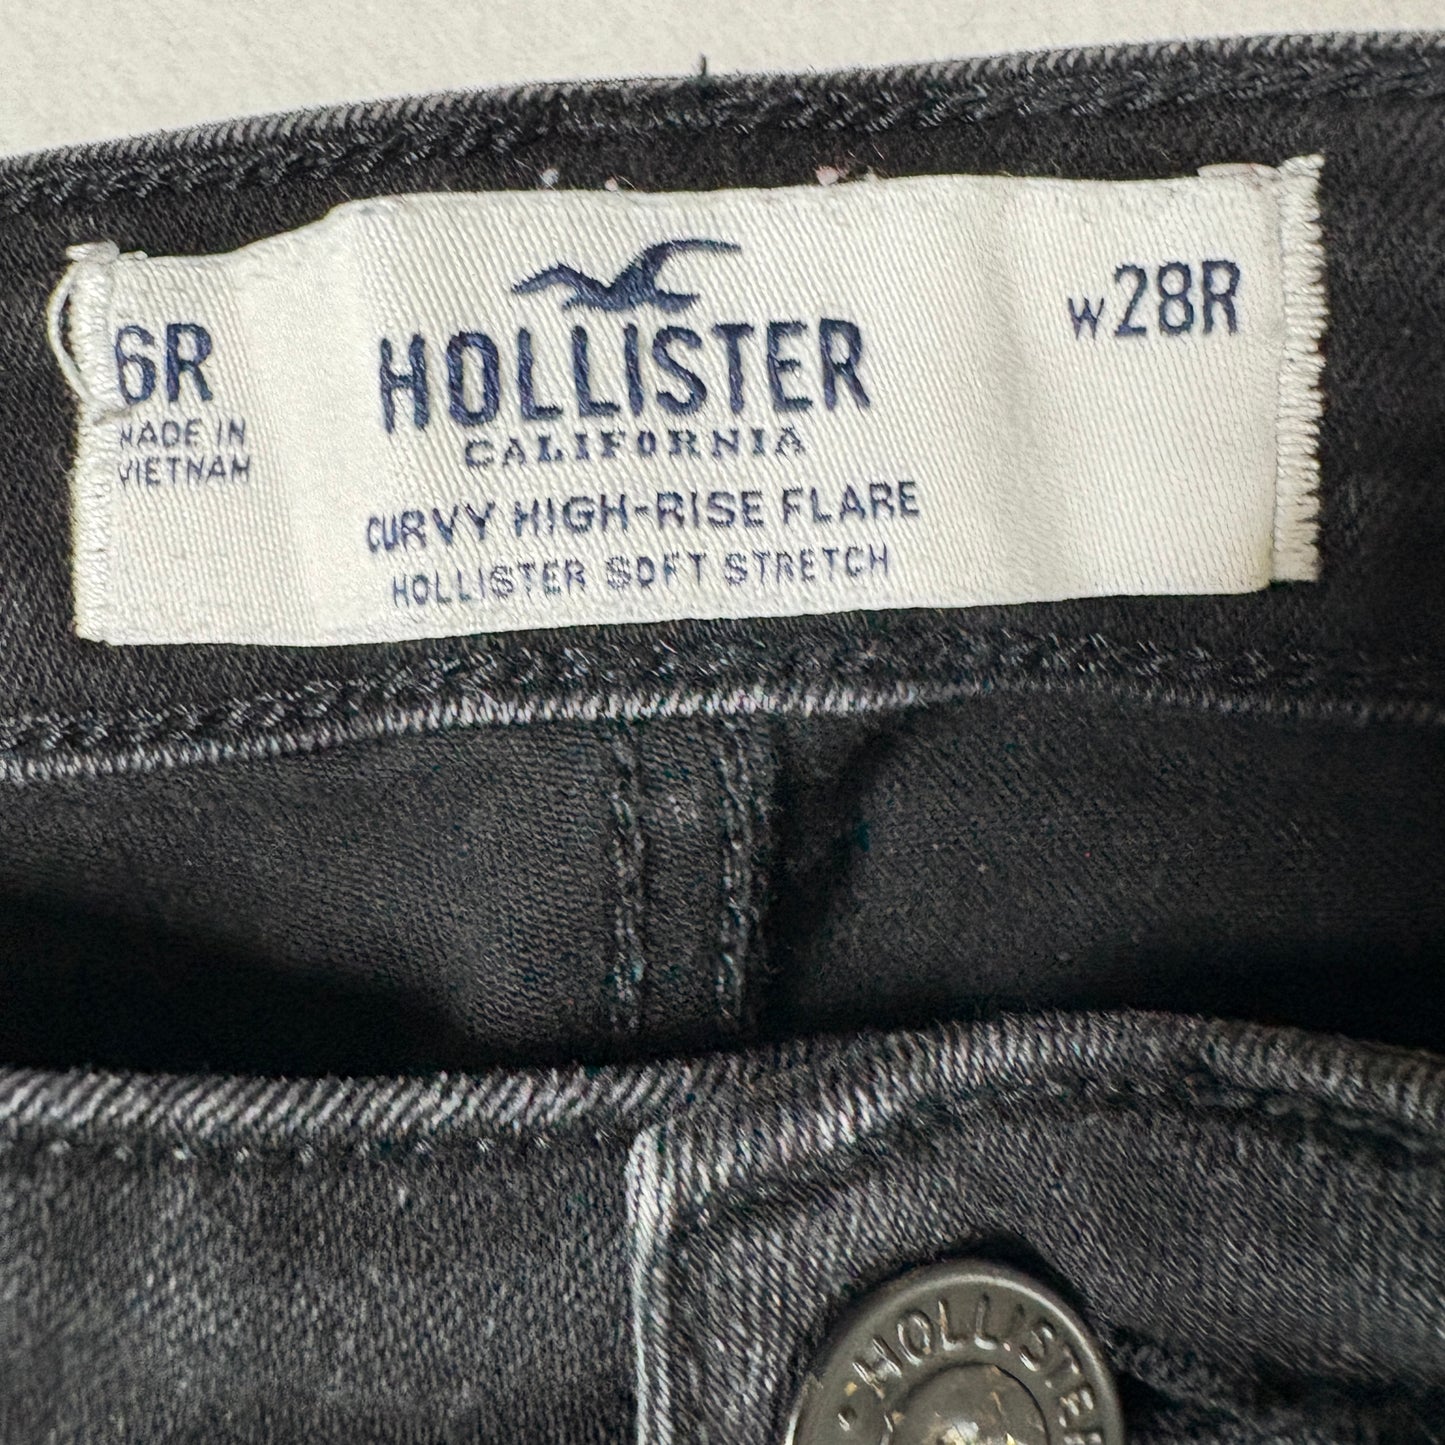 6R
MADE IN
VIETNAM
HOLLISTER
CALIFORNIA
CURVY HIGH-RISE FLARE
HOLLISTER SOFT STRETCH
W28R
HOLLISTER